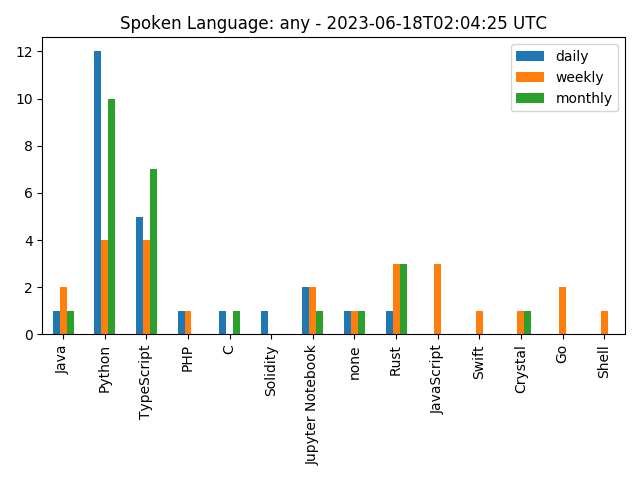 Spoken Language: any - 2023-06-18T02:04:25 UTC
daily
weekly
monthly
12
10
8
6
4
2
0
Java
Python
TypeScript
PHP
C
Solidity
Jupyter Notebook
none
Rust
JavaScript
Swift
Crystal
Go
Shell